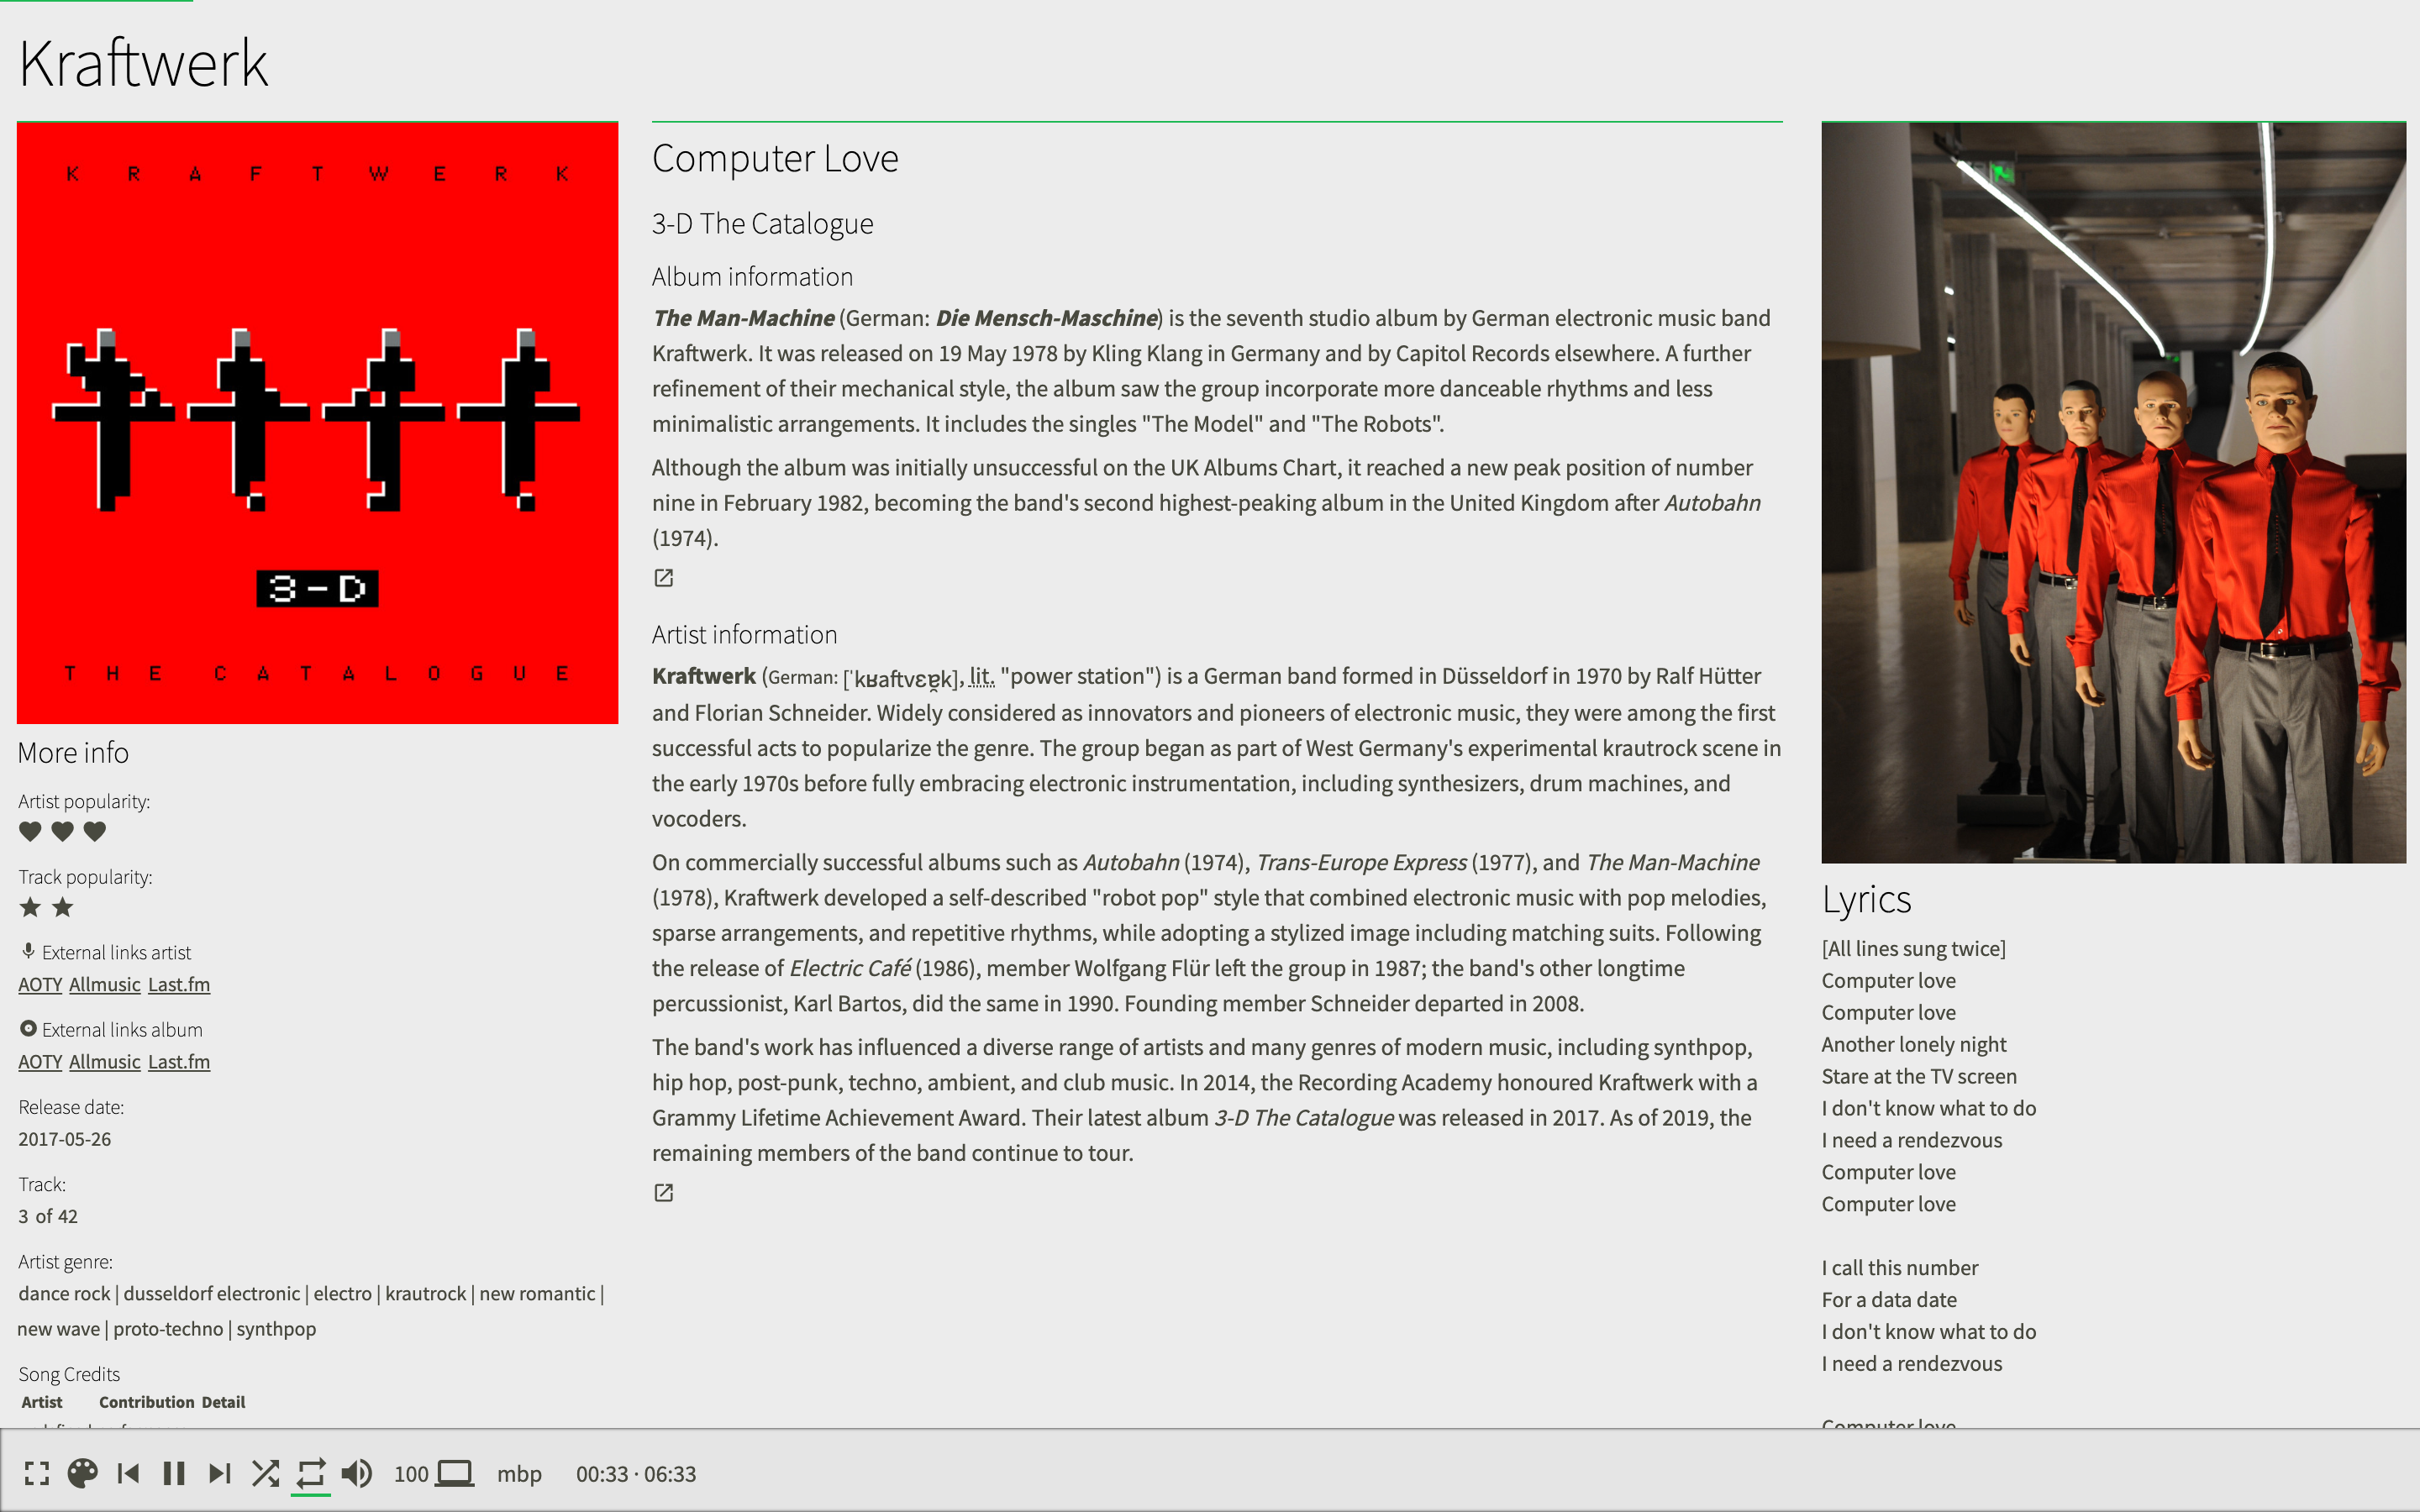 Kraftwerk
K R A F T W E R K
3-D
T H E C A T A L O G U E
More info
Artist popularity:
Track popularity:
External links artist
AOTY Allmusic Last.fm
External links album
AOTY Allmusic Last.fm
Release date:
2017-05-26
Track:
3 of 42
Artist genre:
dance rock | dusseldorf electronic | electro | krautrock | new romantic |
new wave | proto-techno | synthpop
Song Credits
Artist Contribution Detail
Computer Love
3-D The Catalogue
Album information
The Man-Machine (German: Die Mensch-Maschine) is the seventh studio album by German electronic music band
Kraftwerk. It was released on 19 May 1978 by Kling Klang in Germany and by Capitol Records elsewhere. A further
refinement of their mechanical style, the album saw the group incorporate more danceable rhythms and less
minimalistic arrangements. It includes the singles "The Model" and "The Robots".
Although the album was initially unsuccessful on the UK Albums Chart, it reached a new peak position of number
nine in February 1982, becoming the band's second highest-peaking album in the United Kingdom after Autobahn
(1974).
Artist information
Kraftwerk (German: [ˈkʁaftvɛɐ̯k], lit. "power station") is a German band formed in Düsseldorf in 1970 by Ralf Hütter
and Florian Schneider. Widely considered as innovators and pioneers of electronic music, they were among the first
successful acts to popularize the genre. The group began as part of West Germany's experimental krautrock scene in
the early 1970s before fully embracing electronic instrumentation, including synthesizers, drum machines, and
vocoders.
On commercially successful albums such as Autobahn (1974), Trans-Europe Express (1977), and The Man-Machine
(1978), Kraftwerk developed a self-described "robot pop" style that combined electronic music with pop melodies,
sparse arrangements, and repetitive rhythms, while adopting a stylized image including matching suits. Following
the release of Electric Café (1986), member Wolfgang Flür left the group in 1987; the band's other longtime
percussionist, Karl Bartos, did the same in 1990. Founding member Schneider departed in 2008.
The band's work has influenced a diverse range of artists and many genres of modern music, including synthpop,
hip hop, post-punk, techno, ambient, and club music. In 2014, the Recording Academy honoured Kraftwerk with a
Grammy Lifetime Achievement Award. Their latest album 3-D The Catalogue was released in 2017. As of 2019, the
remaining members of the band continue to tour.
Lyrics
[All lines sung twice]
Computer love
Computer love
Another lonely night
Stare at the TV screen
I don't know what to do
I need a rendezvous
Computer love
Computer love
I call this number
For a data date
I don't know what to do
I need a rendezvous
Computer love
100 mbp 00:33 · 06:33